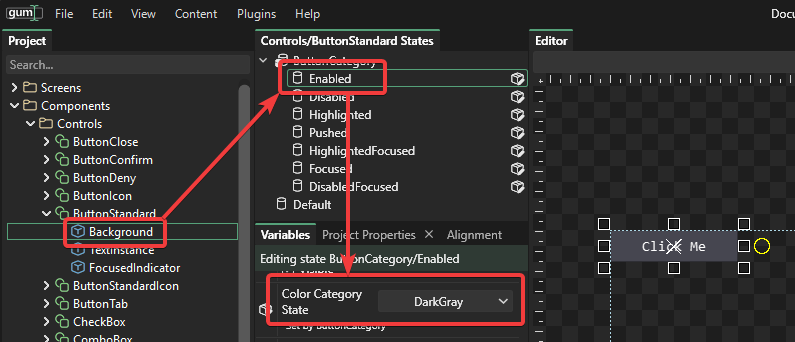 gum File Edit View Content Plugins Help Docu
Project
Search...
Screens
Components
Controls
ButtonClose
ButtonConfirm
ButtonDeny
ButtonIcon
ButtonStandard
Background
TextInstance
FocusedIndicator
ButtonStandardIcon
ButtonTab
CheckBox
ComboBox
Controls/ButtonStandard States
ButtonCategory
Enabled
Disabled
Highlighted
Pushed
HighlightedFocused
Focused
DisabledFocused
Default
Variables Project Properties Alignment
Editing state ButtonCategory/Enabled
Visible
Color Category
State
DarkGray
Set by ButtonCategory
Editor
Click Me